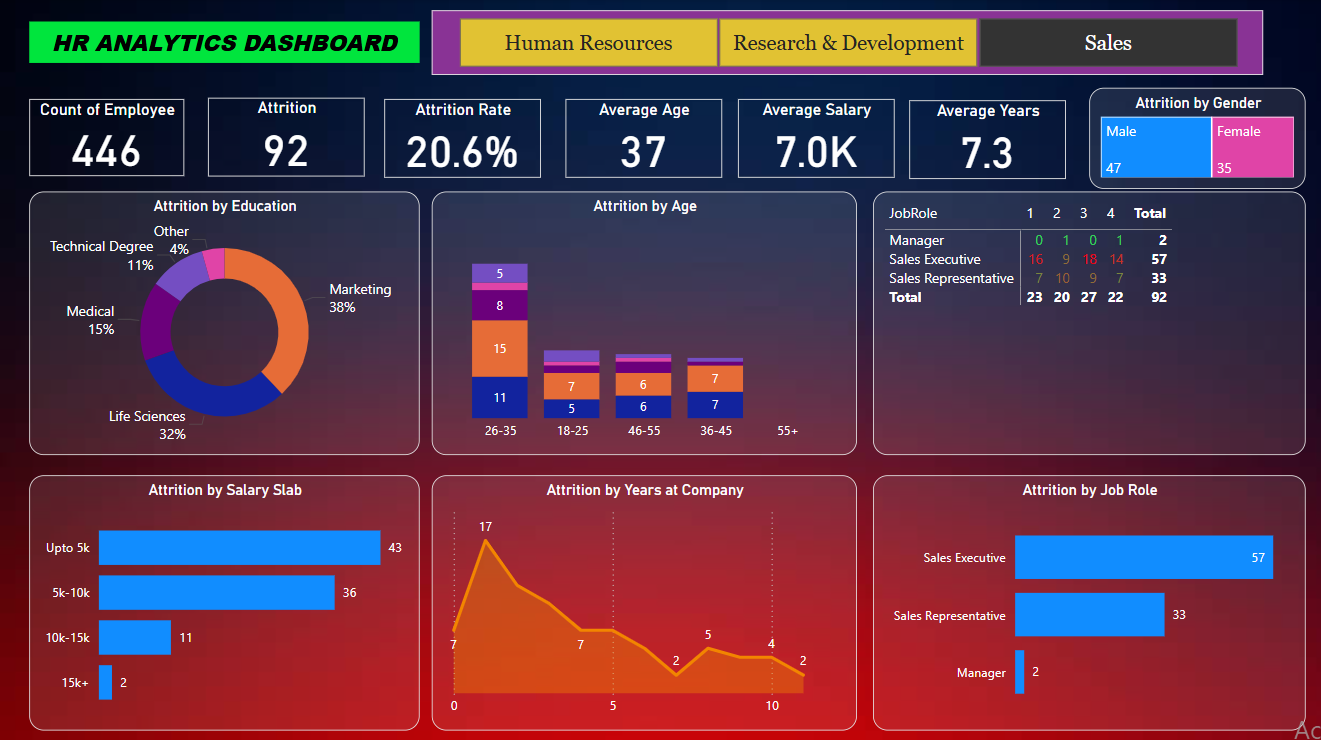 HR ANALYTICS DASHBOARD
Human Resources
Research & Development
Sales
Count of Employee
446
Attrition
92
Attrition Rate
20.6%
Average Age
37
Average Salary
7.0K
Average Years
7.3
Attrition by Gender
Male
Female
47
35
Attrition by Education
Other
4%
Technical Degree
11%
Medical
15%
Marketing
38%
Life Sciences
32%
Attrition by Age
5
8
15
11
7
5
6
6
7
7
26-35 18-25 46-55 36-45 55+
JobRole 1 2 3 4 Total
Manager 0 1 0 1 2
Sales Executive 16 9 18 14 57
Sales Representative 7 10 9 7 33
Total 23 20 27 22 92
Attrition by Salary Slab
Upto 5k 43
5k-10k 36
10k-15k 11
15k+ 2
Attrition by Years at Company
17
7
7
2
5
4
2
0 5 10
Attrition by Job Role
Sales Executive 57
Sales Representative 33
Manager 2